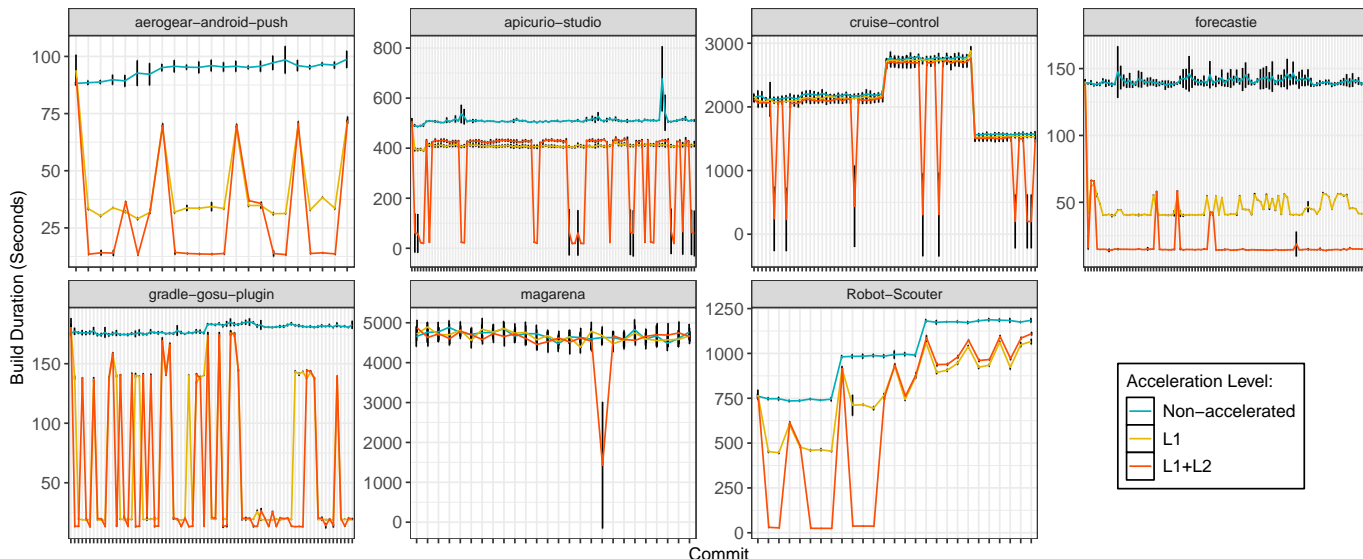 aerogear−android−push
apicurio−studio
cruise−control
forecastie
100
75
50
25
800
600
400
200
0
3000
2000
1000
0
150
100
50
gradle−gosu−plugin
magarena
Robot−Scouter
150
100
50
5000
4000
3000
2000
1000
0
1250
1000
750
500
250
0
Build Duration (Seconds)
Commit
Acceleration Level:
Non−accelerated
L1
L1+L2